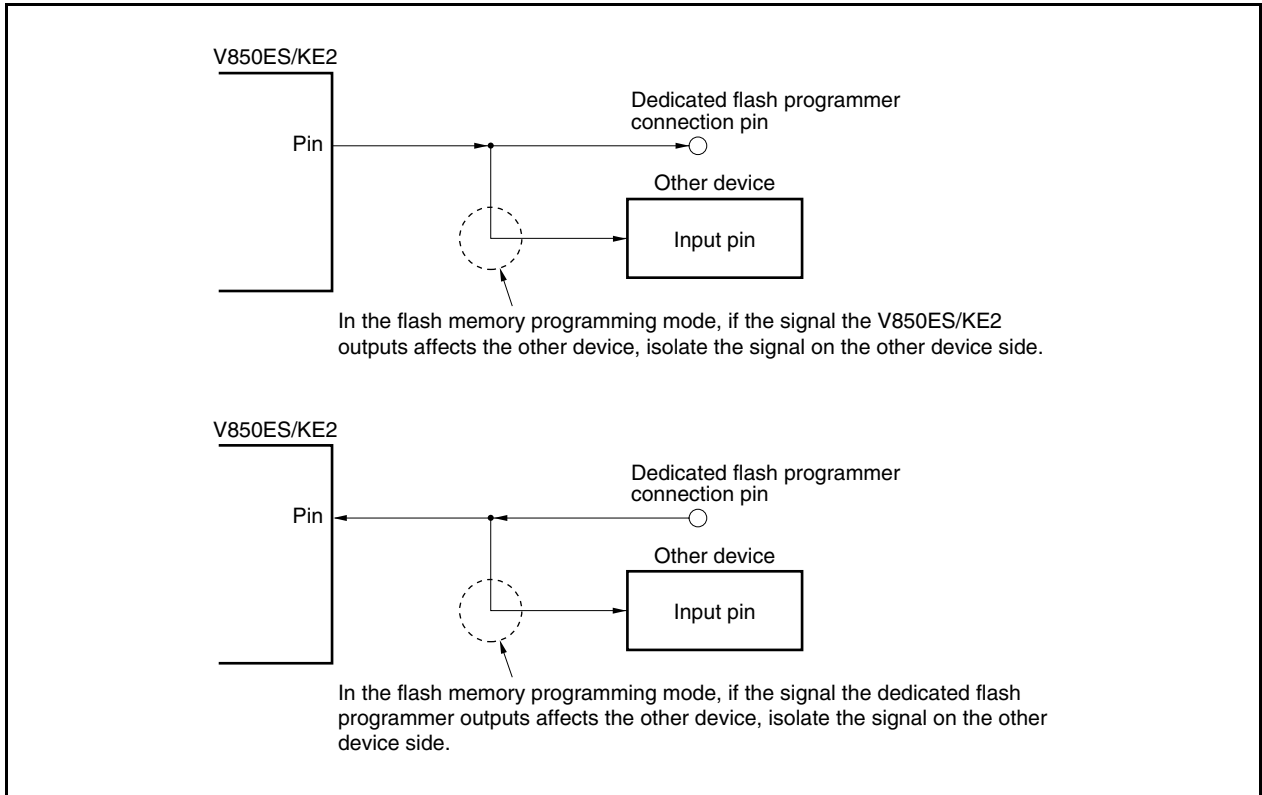 V850ES/KE2
Dedicated flash programmer
connection pin
Pin
Other device
Input pin
In the flash memory programming mode, if the signal the V850ES/KE2
outputs affects the other device, isolate the signal on the other device side.
V850ES/KE2
Dedicated flash programmer
connection pin
Pin
Other device
Input pin
In the flash memory programming mode, if the signal the dedicated flash
programmer outputs affects the other device, isolate the signal on the other
device side.